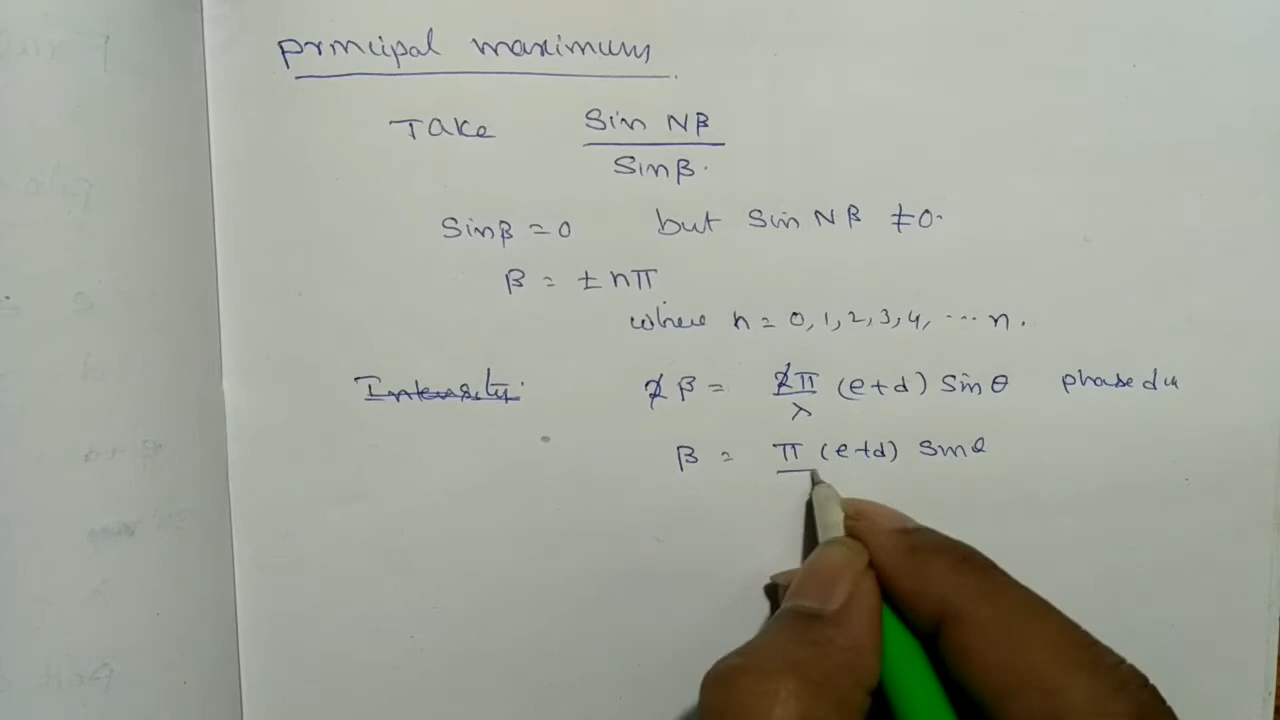 principal maximum
Take Sin Nβ / Sinβ.
Sinβ = 0 but Sin Nβ ≠ 0.
β = ± nπ
where n = 0, 1, 2, 3, 4, ... n.
Intensity: 2β = 2π/λ (e+d) Sinθ phase di
β = π (e+d) Sinθ